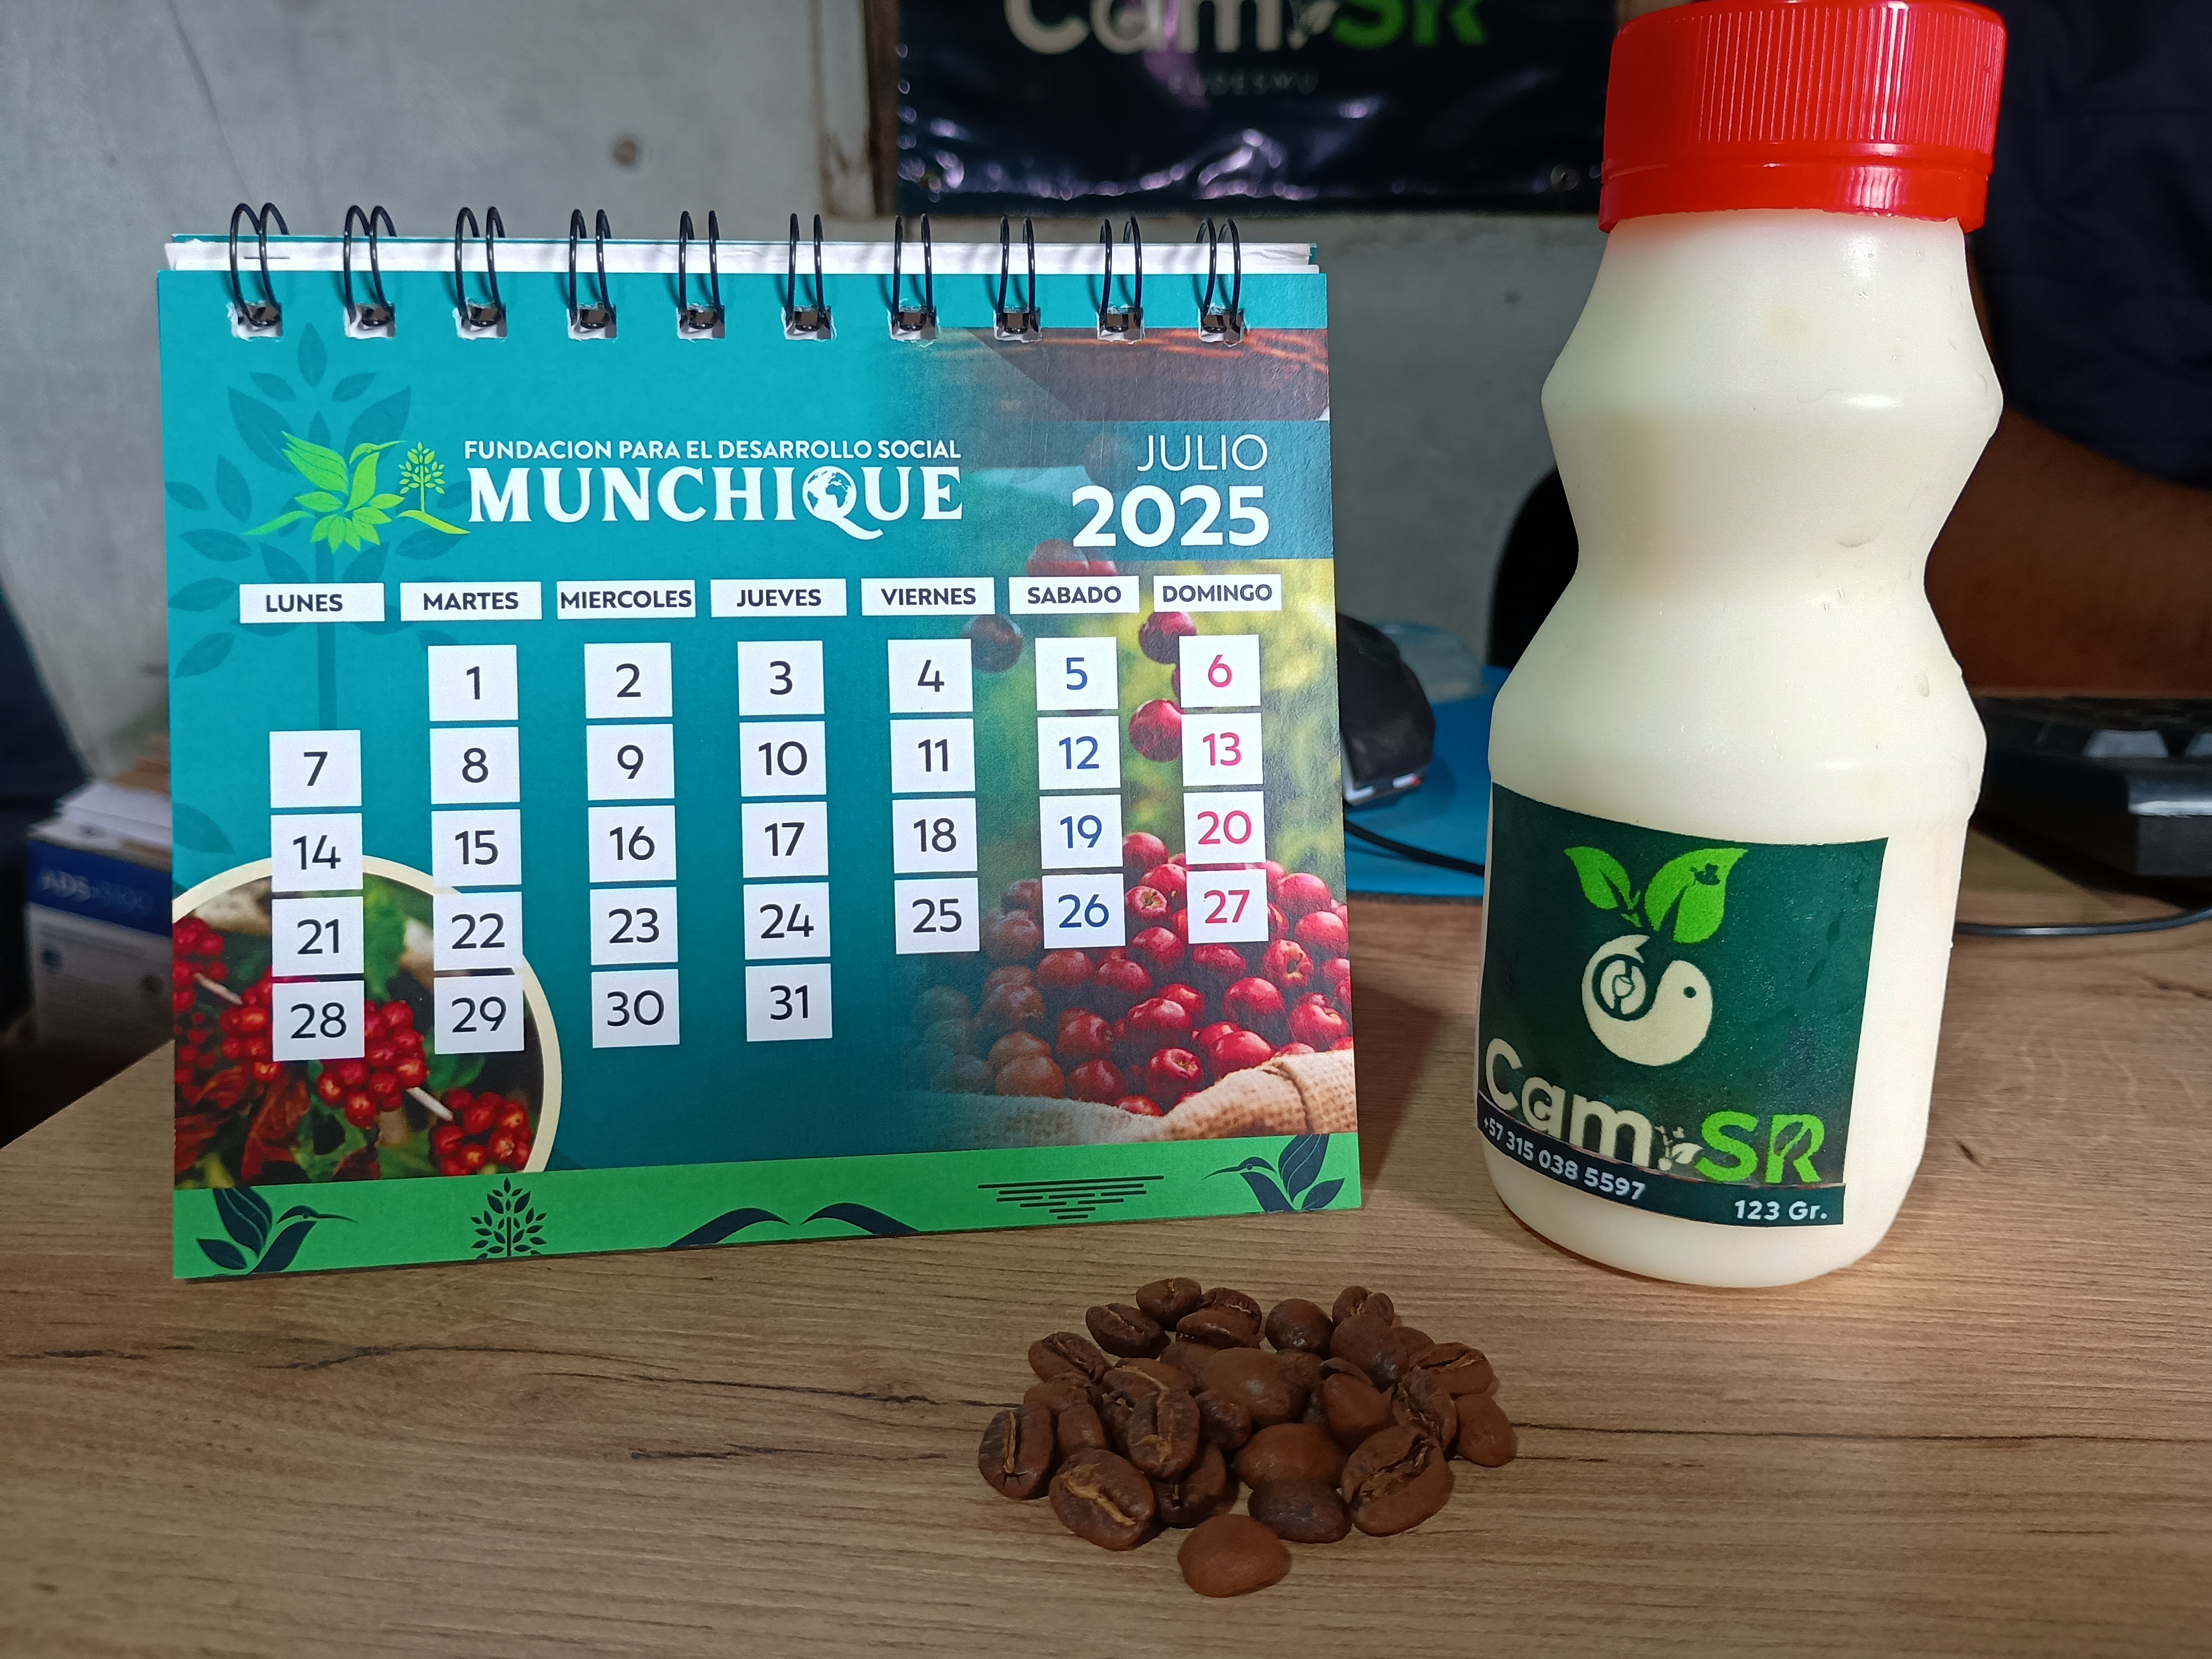 Cam SR
FUDESMU
FUNDACION PARA EL DESARROLLO SOCIAL
MUNCHIQUE
JULIO
2025
LUNES MARTES MIERCOLES JUEVES VIERNES SABADO DOMINGO
1 2 3 4 5 6
7 8 9 10 11 12 13
14 15 16 17 18 19 20
21 22 23 24 25 26 27
28 29 30 31
Cam SR
+57 315 038 5597
123 Gr.